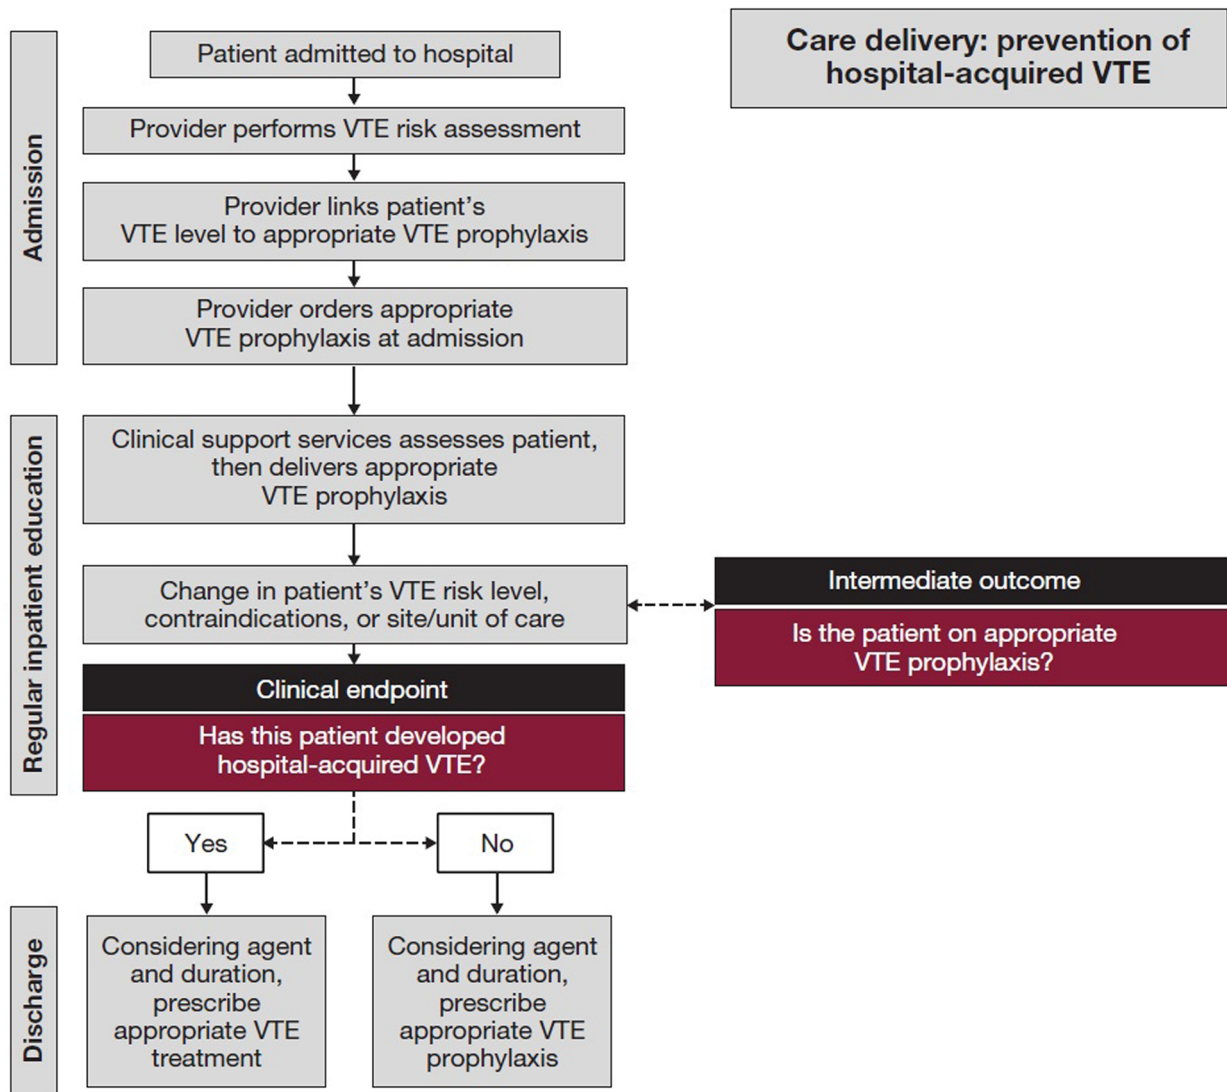 Care delivery: prevention of
hospital-acquired VTE
Admission
Patient admitted to hospital
Provider performs VTE risk assessment
Provider links patient’s
VTE level to appropriate VTE prophylaxis
Provider orders appropriate
VTE prophylaxis at admission
Regular inpatient education
Clinical support services assesses patient,
then delivers appropriate
VTE prophylaxis
Change in patient’s VTE risk level,
contraindications, or site/unit of care
Intermediate outcome
Is the patient on appropriate
VTE prophylaxis?
Clinical endpoint
Has this patient developed
hospital-acquired VTE?
Yes
No
Discharge
Considering agent
and duration,
prescribe
appropriate VTE
treatment
Considering agent
and duration,
prescribe
appropriate VTE
prophylaxis